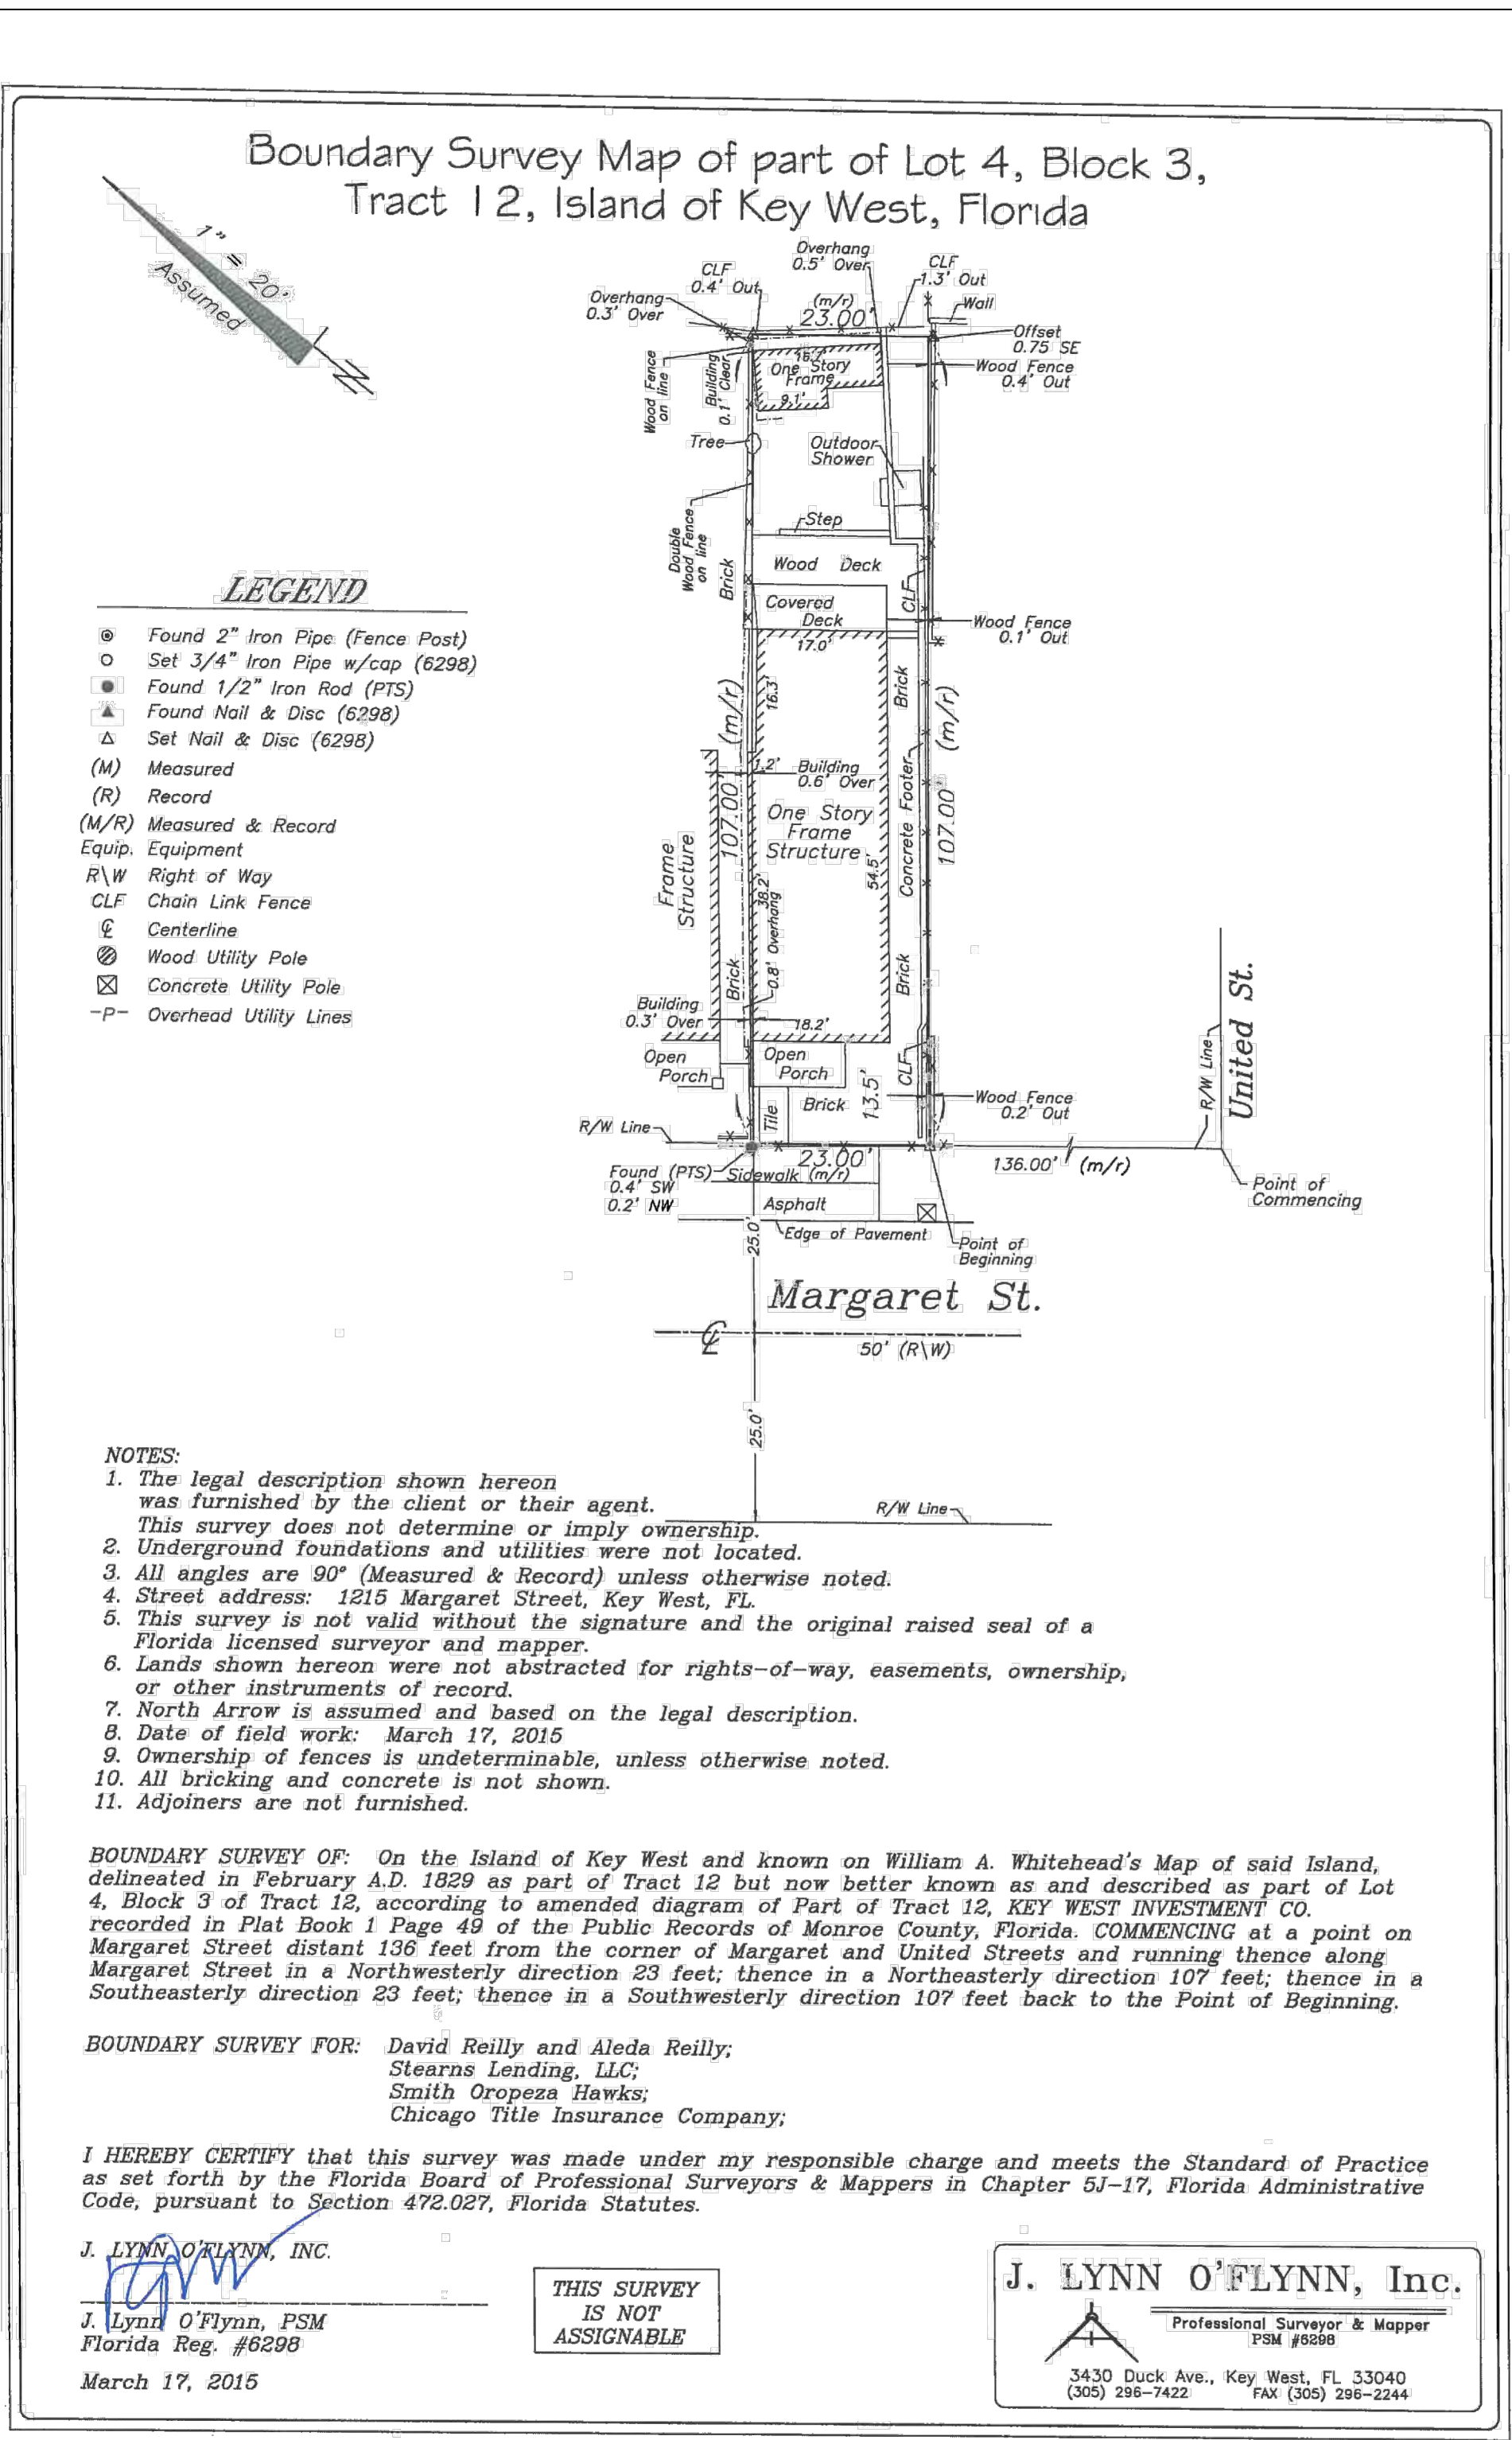 Boundary Survey Map of part of Lot 4, Block 3,
Tract 12, Island of Key West, Florida
1" = 20'
Assumed
N
Overhang
0.5' Over
CLF
0.4' Out
CLF
1.3' Out
Overhang
0.3' Over
(m/r)
23.00'
Wall
Offset
0.75 SE
Wood Fence
on line
Building
0.1' Clear
One Story
Frame
9.1'
Wood Fence
0.4' Out
Tree
Outdoor
Shower
Double
Wood Fence
on line
Step
Brick
Wood Deck
Covered
Deck
CLF
Wood Fence
0.1' Out
17.0'
16.3'
Brick
107.00' (m/r)
107.00' (m/r)
1.2'
Building
0.6' Over
One Story
Frame
Structure
Concrete Footer
Frame
Structure
54.5'
38.2'
0.8' Overhang
Brick
Brick
Building
0.3' Over
18.2'
Open
Porch
Open
Porch
CLF
Tile
Brick
13.5'
Wood Fence
0.2' Out
R/W Line
United St.
R/W Line
Found (PTS)
0.4' SW
0.2' NW
23.00'
Sidewalk (m/r)
136.00' (m/r)
Point of
Commencing
Asphalt
Edge of Pavement
Point of
Beginning
25.0'
Margaret St.
℄
50' (R\W)
25.0'
R/W Line
LEGEND
Found 2" Iron Pipe (Fence Post)
Set 3/4" Iron Pipe w/cap (6298)
Found 1/2" Iron Rod (PTS)
Found Nail & Disc (6298)
Set Nail & Disc (6298)
(M) Measured
(R) Record
(M/R) Measured & Record
Equip. Equipment
R\W Right of Way
CLF Chain Link Fence
℄ Centerline
Wood Utility Pole
Concrete Utility Pole
-P- Overhead Utility Lines
NOTES:
1. The legal description shown hereon
was furnished by the client or their agent.
This survey does not determine or imply ownership.
2. Underground foundations and utilities were not located.
3. All angles are 90° (Measured & Record) unless otherwise noted.
4. Street address: 1215 Margaret Street, Key West, FL.
5. This survey is not valid without the signature and the original raised seal of a
Florida licensed surveyor and mapper.
6. Lands shown hereon were not abstracted for rights-of-way, easements, ownership,
or other instruments of record.
7. North Arrow is assumed and based on the legal description.
8. Date of field work: March 17, 2015
9. Ownership of fences is undeterminable, unless otherwise noted.
10. All bricking and concrete is not shown.
11. Adjoiners are not furnished.
BOUNDARY SURVEY OF: On the Island of Key West and known on William A. Whitehead's Map of said Island,
delineated in February A.D. 1829 as part of Tract 12 but now better known as and described as part of Lot
4, Block 3 of Tract 12, according to amended diagram of Part of Tract 12, KEY WEST INVESTMENT CO.
recorded in Plat Book 1 Page 49 of the Public Records of Monroe County, Florida. COMMENCING at a point on
Margaret Street distant 136 feet from the corner of Margaret and United Streets and running thence along
Margaret Street in a Northwesterly direction 23 feet; thence in a Northeasterly direction 107 feet; thence in a
Southeasterly direction 23 feet; thence in a Southwesterly direction 107 feet back to the Point of Beginning.
BOUNDARY SURVEY FOR: David Reilly and Aleda Reilly;
Stearns Lending, LLC;
Smith Oropeza Hawks;
Chicago Title Insurance Company;
I HEREBY CERTIFY that this survey was made under my responsible charge and meets the Standard of Practice
as set forth by the Florida Board of Professional Surveyors & Mappers in Chapter 5J-17, Florida Administrative
Code, pursuant to Section 472.027, Florida Statutes.
J. LYNN O'FLYNN, INC.
J. Lynn O'Flynn, PSM
Florida Reg. #6298
March 17, 2015
THIS SURVEY
IS NOT
ASSIGNABLE
J. LYNN O'FLYNN, Inc.
Professional Surveyor & Mapper
PSM #6298
3430 Duck Ave., Key West, FL 33040
(305) 296-7422 FAX (305) 296-2244